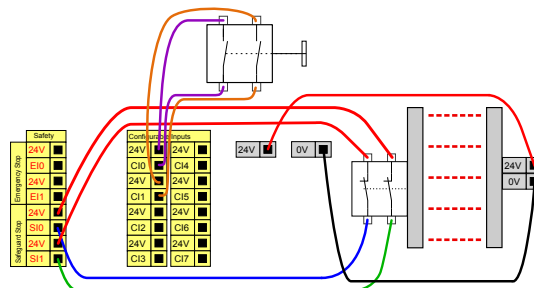 Safety
Emergency Stop
24V
EI0
24V
EI1
Safeguard Stop
24V
SI0
24V
SI1
Configurable Inputs
24V 24V
CI0 CI4
24V 24V
CI1 CI5
24V 24V
CI2 CI6
24V 24V
CI3 CI7
24V
0V
24V
0V